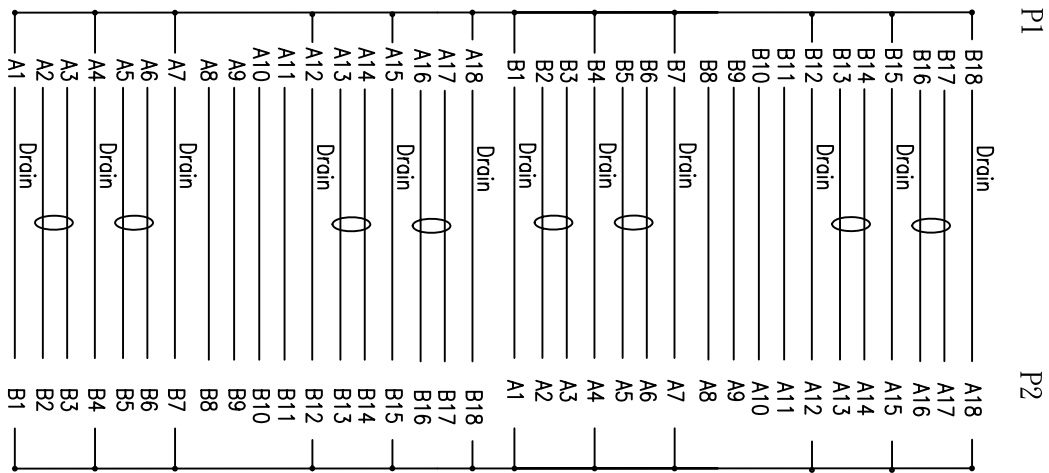 P1 P2
B18 Drain A18
B17 A17
B16 A16
B15 Drain A15
B14 A14
B13 A13
B12 Drain A12
B11 A11
B10 A10
B9 A9
B8 A8
B7 Drain A7
B6 A6
B5 A5
B4 Drain A4
B3 A3
B2 A2
B1 Drain A1
A18 Drain B18
A17 B17
A16 B16
A15 Drain B15
A14 B14
A13 B13
A12 Drain B12
A11 B11
A10 B10
A9 B9
A8 B8
A7 Drain B7
A6 B6
A5 B5
A4 Drain B4
A3 B3
A2 B2
A1 Drain B1